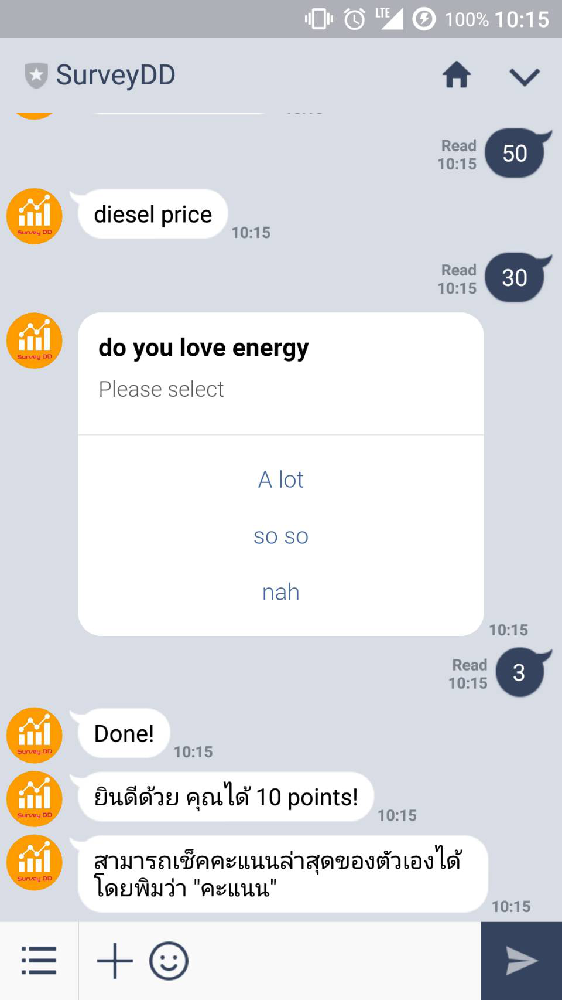 LTE 100% 10:15
SurveyDD
Read
10:15
50
Survey DD
diesel price
10:15
Read
10:15
30
Survey DD
do you love energy
Please select
A lot
so so
nah
10:15
Read
10:15
3
Survey DD
Done!
10:15
Survey DD
ยินดีด้วย คุณได้ 10 points!
10:15
Survey DD
สามารถเช็คคะแนนล่าสุดของตัวเองได้
โดยพิมว่า "คะแนน"
10:15